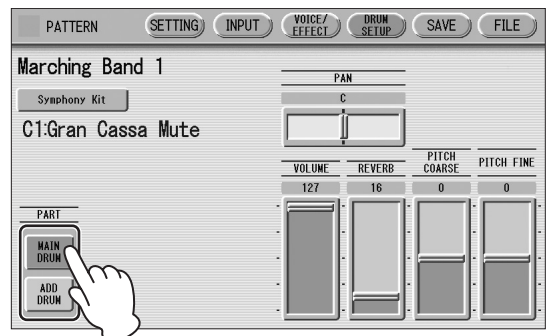 PATTERN SETTING INPUT VOICE/ EFFECT DRUM SETUP SAVE FILE
Marching Band 1
Symphony Kit
C1:Gran Cassa Mute
PAN
C
VOLUME REVERB PITCH COARSE PITCH FINE
127 16 0 0
PART
MAIN DRUM
ADD DRUM